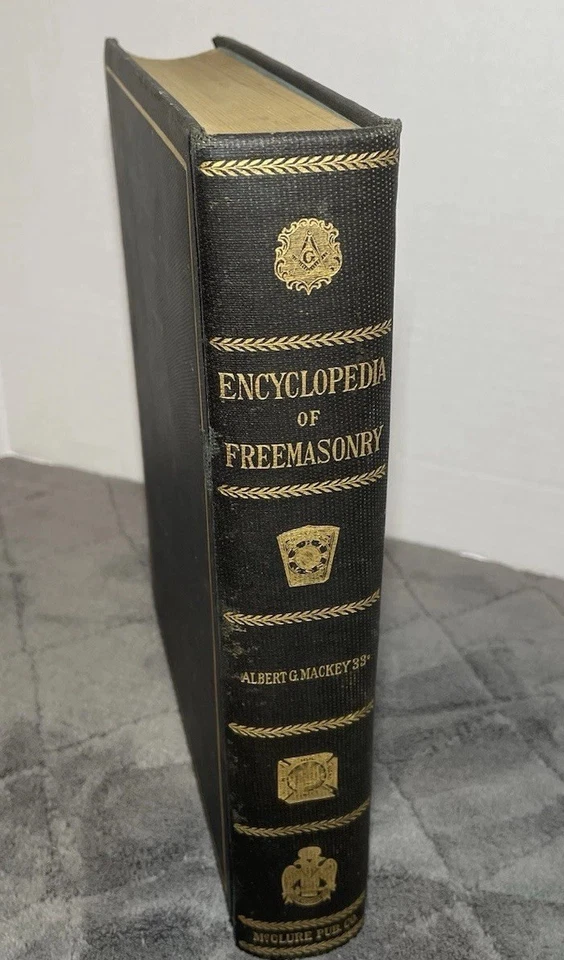 G
ENCYCLOPEDIA
OF
FREEMASONRY
ALBERT G. MACKEY 33°
McCLURE PUB. CO.